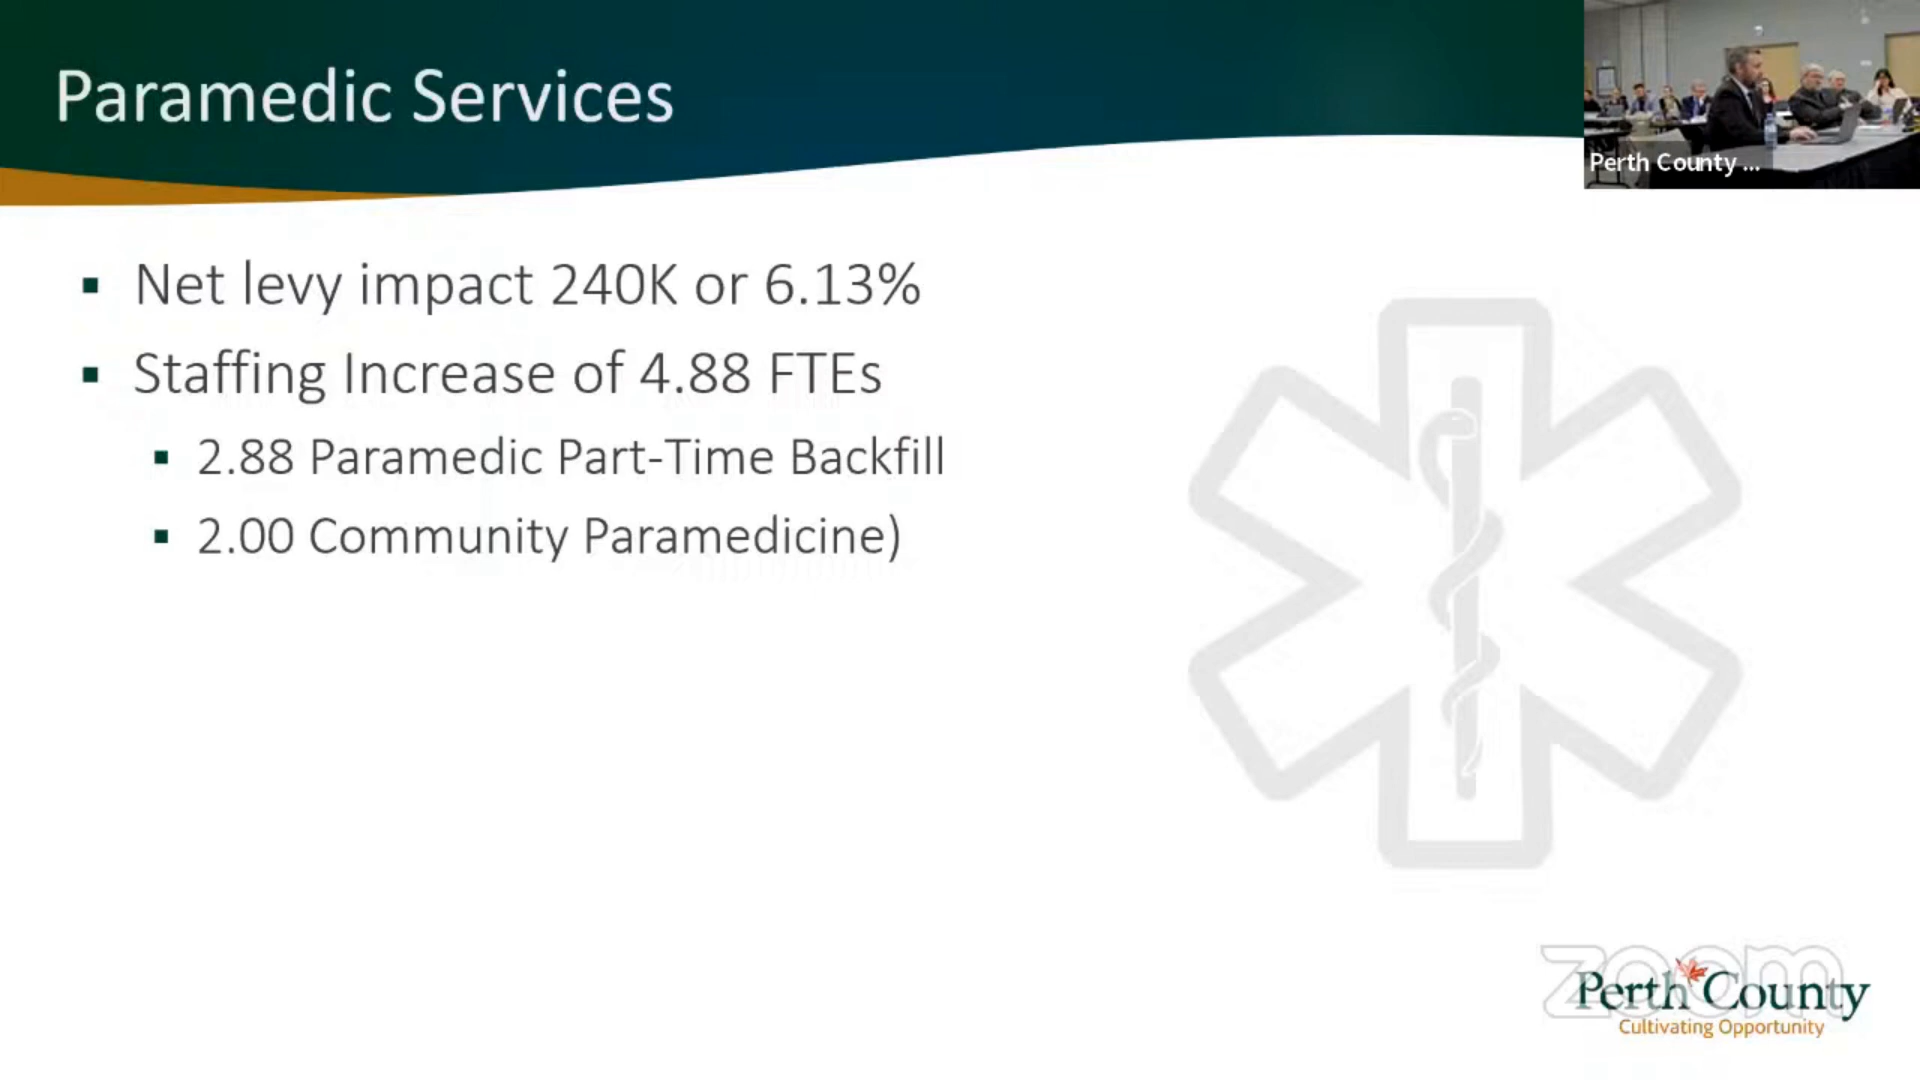 Paramedic Services
Perth County ...
▪ Net levy impact 240K or 6.13%
▪ Staffing Increase of 4.88 FTEs
▪ 2.88 Paramedic Part-Time Backfill
▪ 2.00 Community Paramedicine)
zoom
Perth County
Cultivating Opportunity